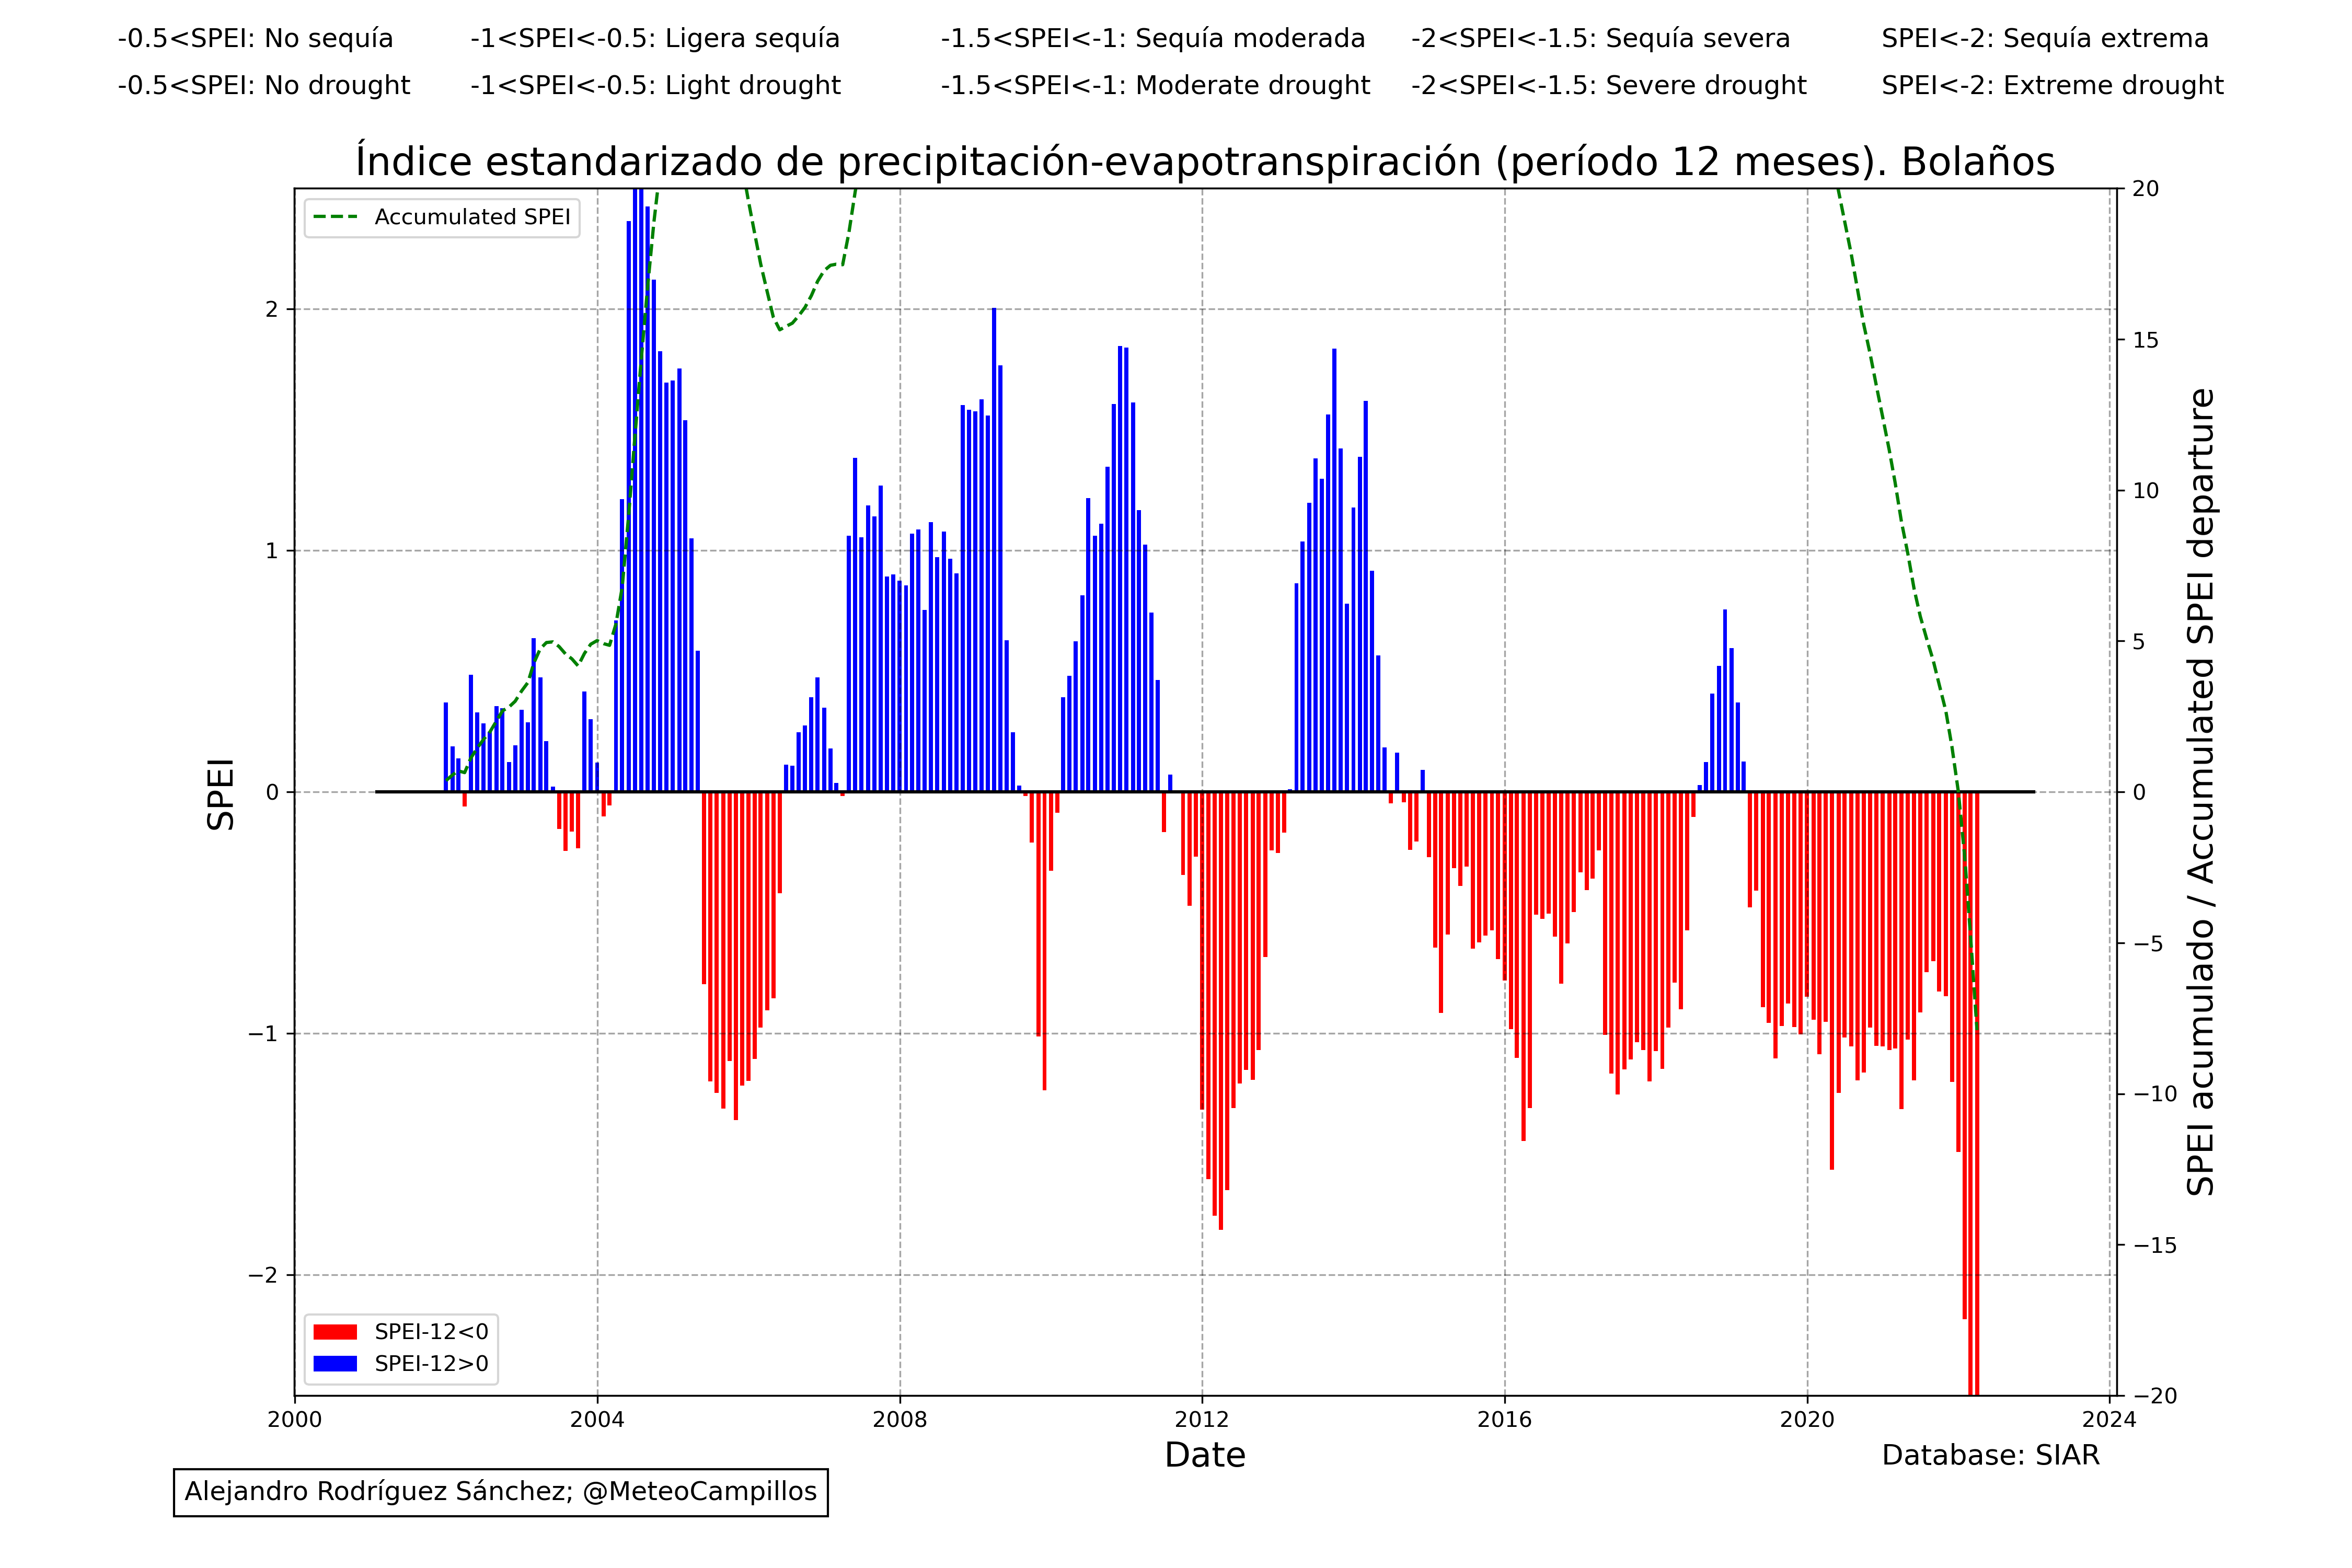 -0.5<SPEI: No sequía -1<SPEI<-0.5: Ligera sequía -1.5<SPEI<-1: Sequía moderada -2<SPEI<-1.5: Sequía severa SPEI<-2: Sequía extrema
-0.5<SPEI: No drought -1<SPEI<-0.5: Light drought -1.5<SPEI<-1: Moderate drought -2<SPEI<-1.5: Severe drought SPEI<-2: Extreme drought
Índice estandarizado de precipitación-evapotranspiración (período 12 meses). Bolaños
Accumulated SPEI
SPEI
2
1
0
−1
−2
20
15
10
5
0
−5
−10
−15
−20
SPEI acumulado / Accumulated SPEI departure
SPEI-12<0
SPEI-12>0
2000 2004 2008 2012 2016 2020 2024
Date
Database: SIAR
Alejandro Rodríguez Sánchez; @MeteoCampillos